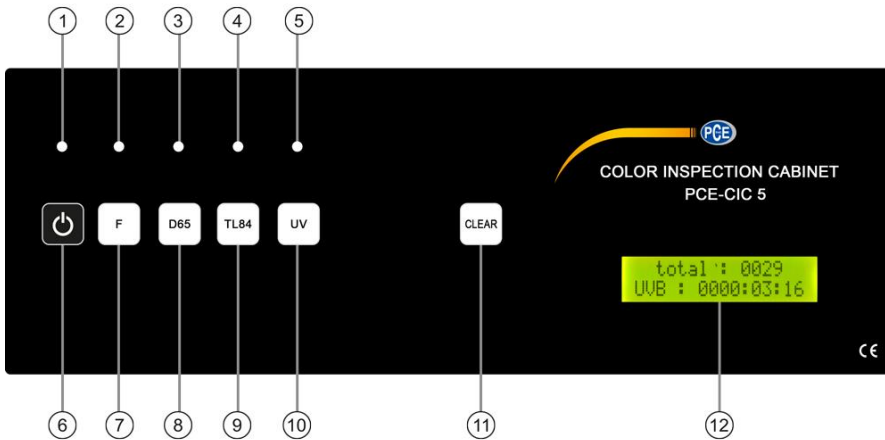 1 2 3 4 5
PCE
COLOR INSPECTION CABINET
PCE-CIC 5
F D65 TL84 UV CLEAR
total : 0029
UVB : 0000:03:16
CE
6 7 8 9 10 11 12